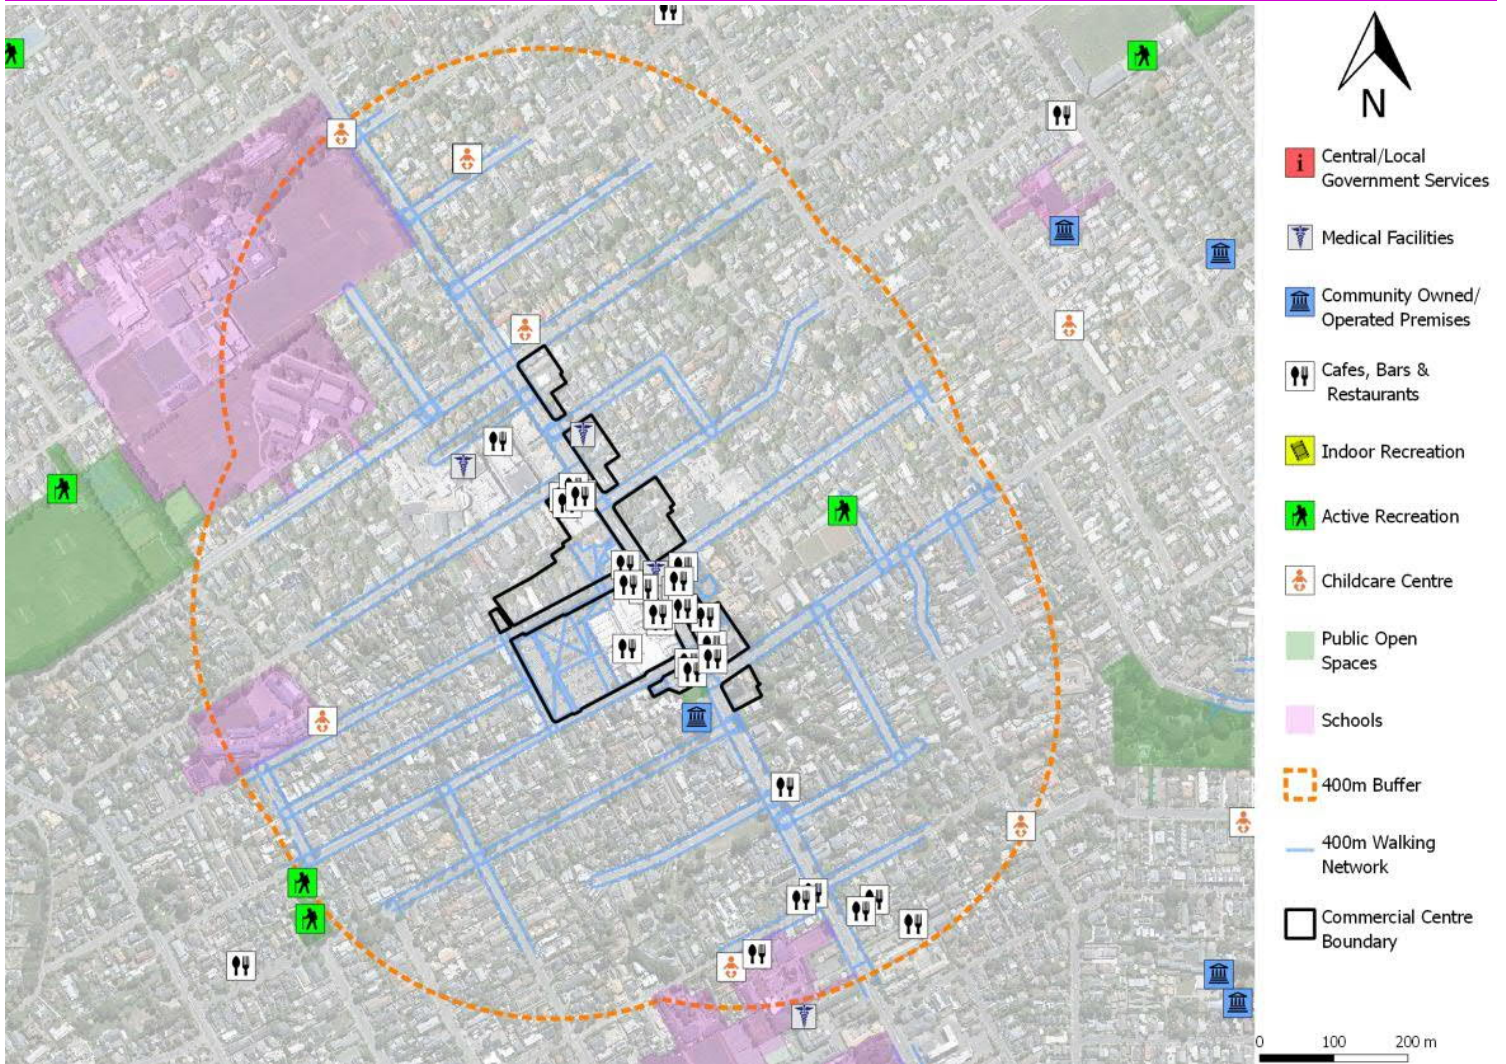 N
i
Central/Local
Government Services
Medical Facilities
Community Owned/
Operated Premises
Cafes, Bars &
Restaurants
Indoor Recreation
Active Recreation
Childcare Centre
Public Open
Spaces
Schools
400m Buffer
400m Walking
Network
Commercial Centre
Boundary
0 100 200 m